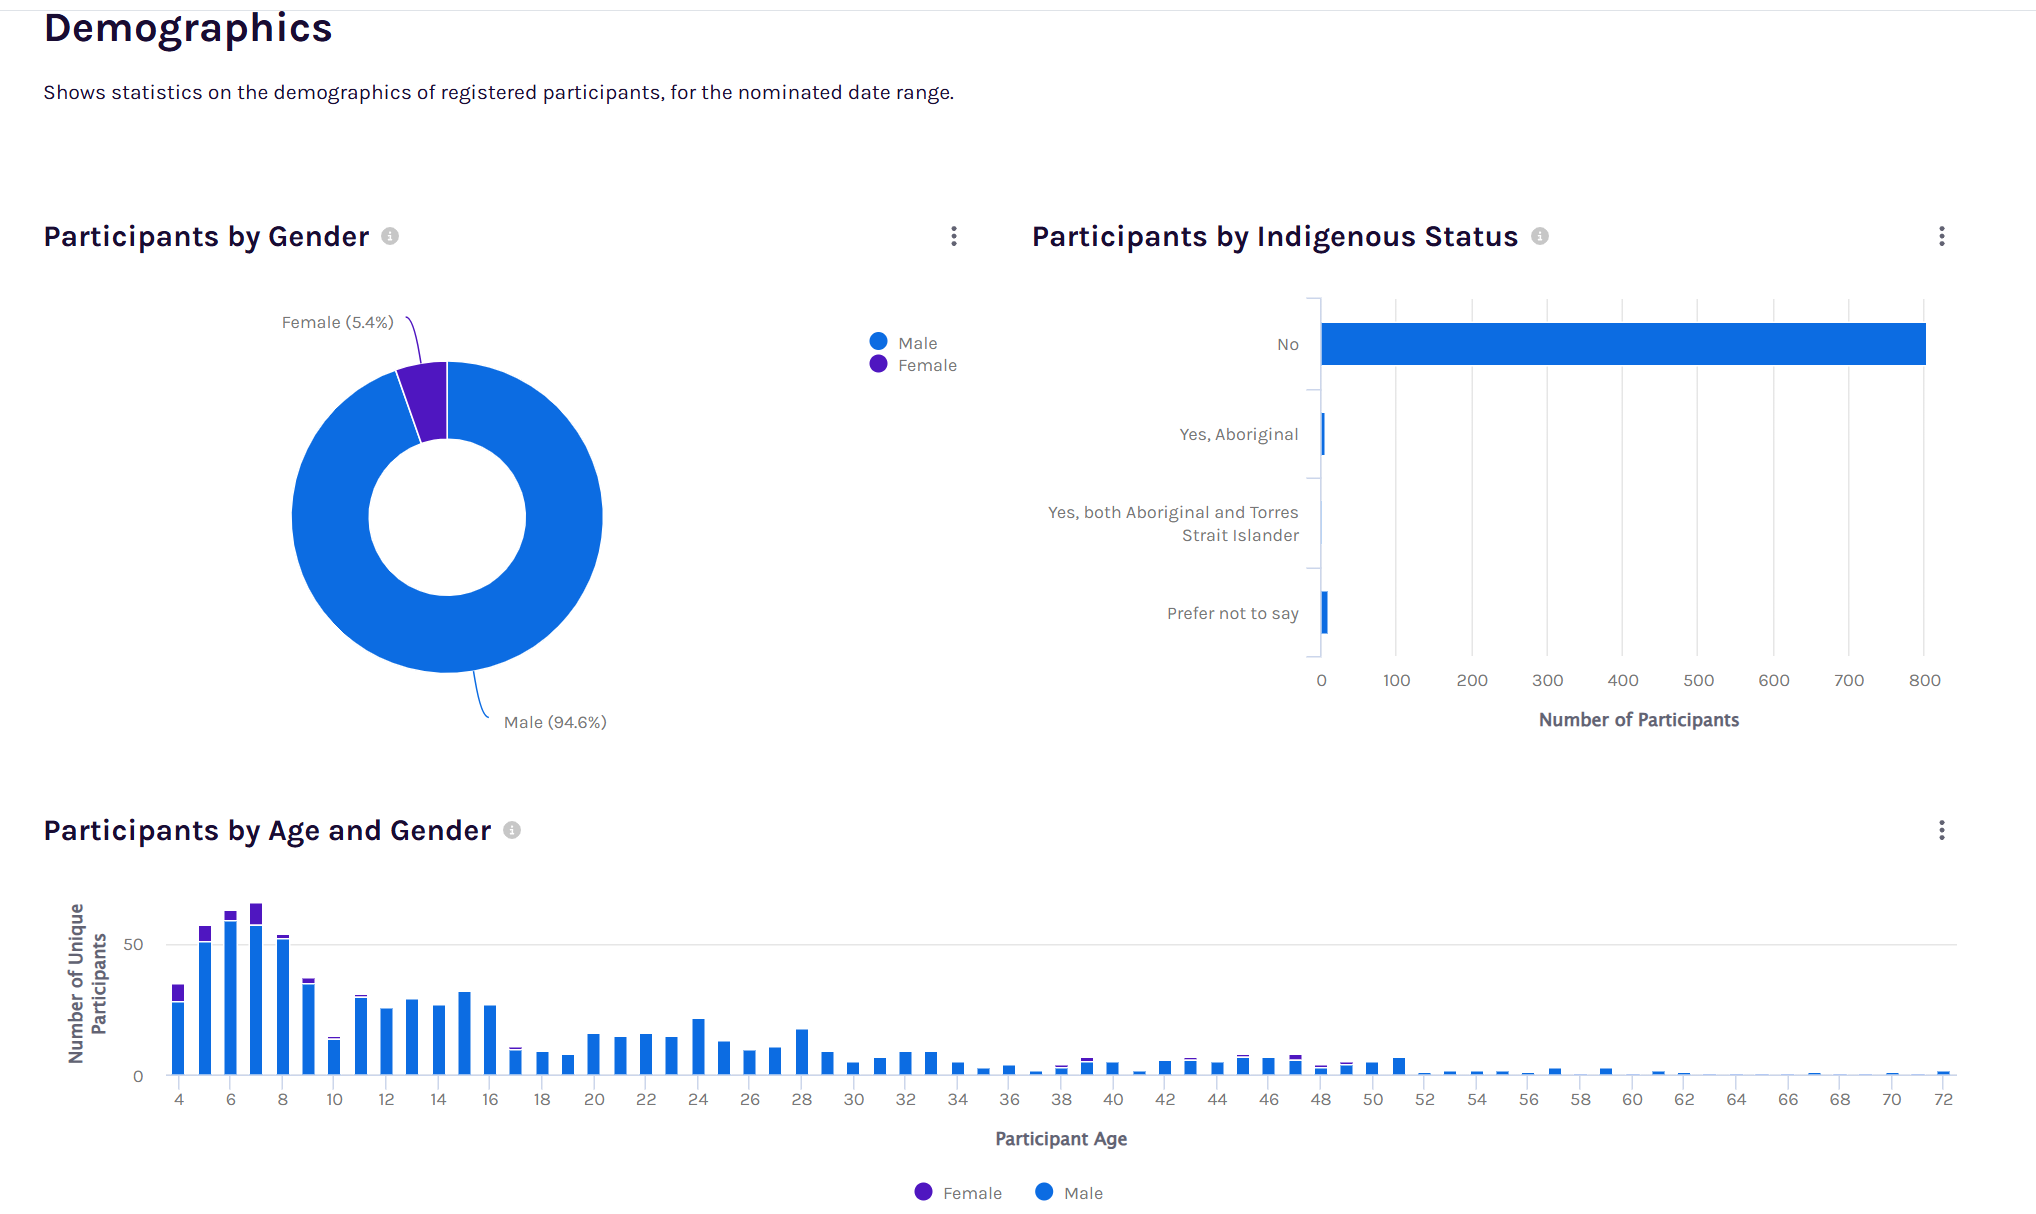 Demographics
Shows statistics on the demographics of registered participants, for the nominated date range.
Participants by Gender
Female (5.4%)
Male
Female
Male (94.6%)
Participants by Indigenous Status
No
Yes, Aboriginal
Yes, both Aboriginal and Torres
Strait Islander
Prefer not to say
0 100 200 300 400 500 600 700 800
Number of Participants
Participants by Age and Gender
Number of Unique
Participants
50
0
4 6 8 10 12 14 16 18 20 22 24 26 28 30 32 34 36 38 40 42 44 46 48 50 52 54 56 58 60 62 64 66 68 70 72
Participant Age
Female Male